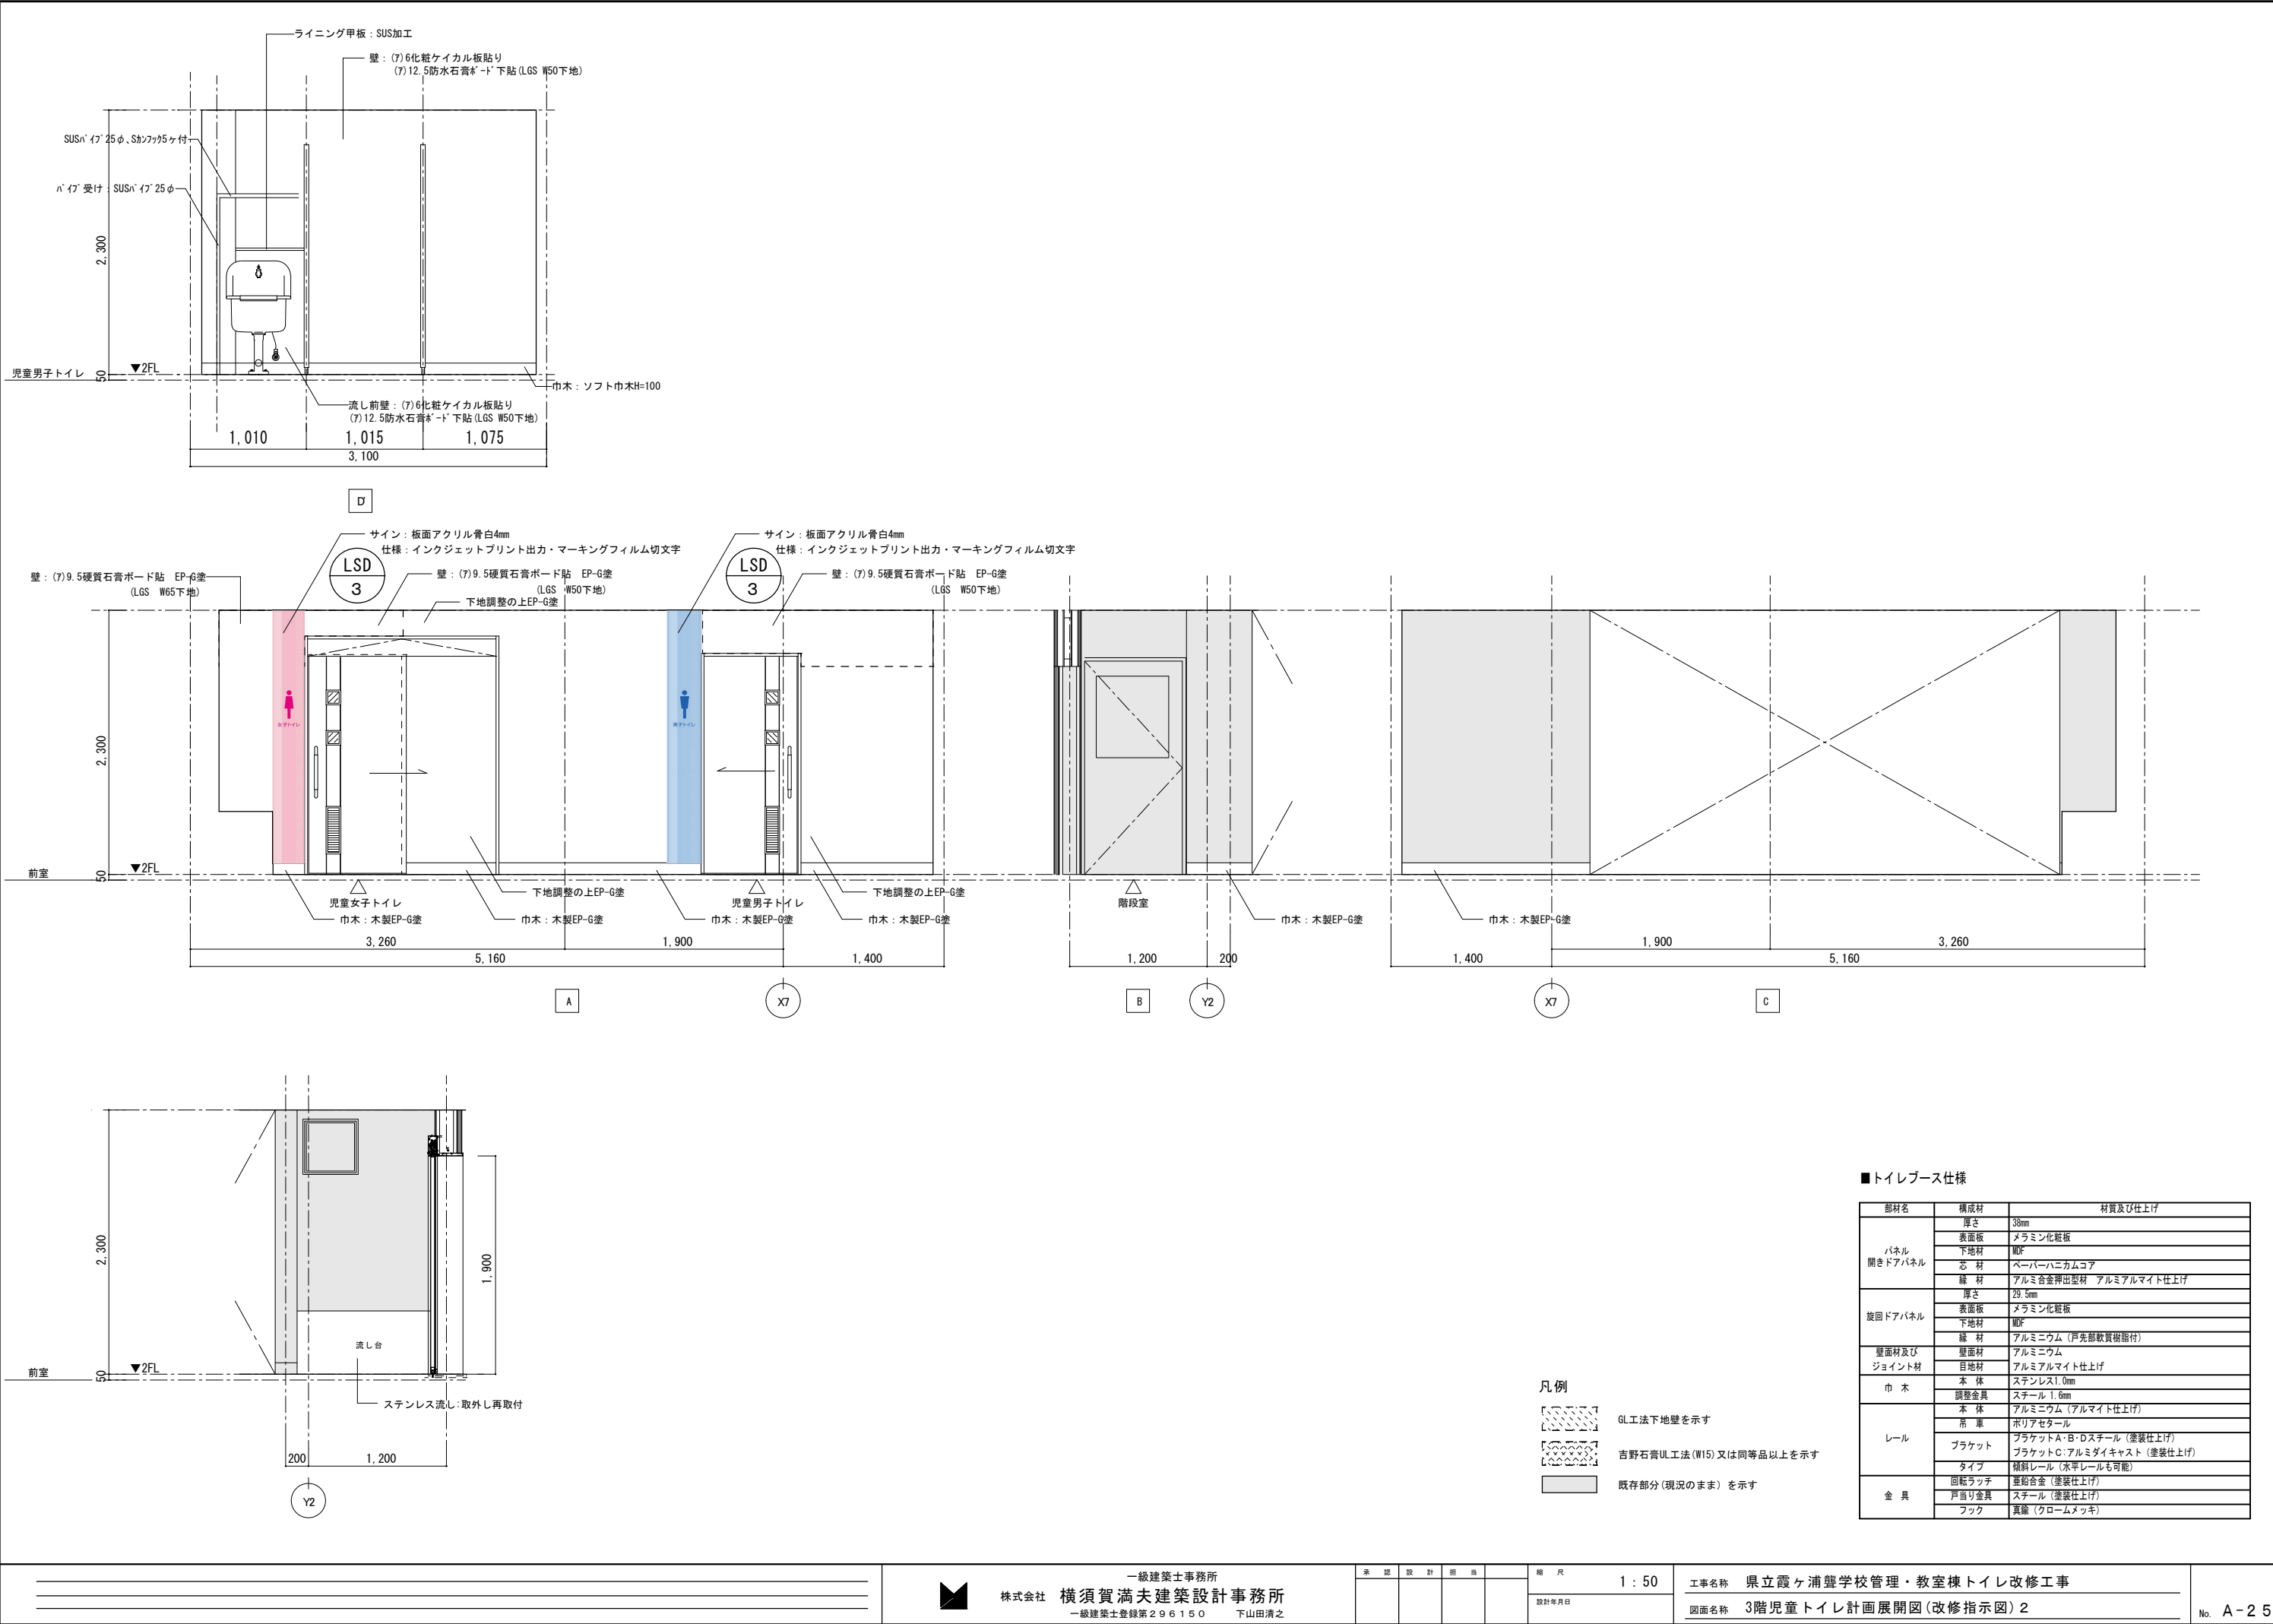 ライニング甲板：SUS加工
壁：(ｱ)6化粧ケイカル板貼り
(ｱ)12.5防水石膏ﾎﾞｰﾄﾞ下貼(LGS W50下地)
SUSﾊﾟｲﾌﾟ25φ、Sｶﾝﾌｯｸ5ヶ付
ﾊﾟｲﾌﾟ受け：SUSﾊﾟｲﾌﾟ25φ
2,300
50
▼2FL
児童男子トイレ
巾木：ソフト巾木H=100
流し前壁：(ｱ)6化粧ケイカル板貼り
(ｱ)12.5防水石膏ﾎﾞｰﾄﾞ下貼(LGS W50下地)
1,010 1,015 1,075
3,100
D
サイン：板面アクリル骨白4mm
仕様：インクジェットプリント出力・マーキングフィルム切文字
LSD
3
壁：(ｱ)9.5硬質石膏ボード貼 EP-G塗
(LGS W65下地)
壁：(ｱ)9.5硬質石膏ボード貼 EP-G塗
(LGS W50下地)
下地調整の上EP-G塗
サイン：板面アクリル骨白4mm
仕様：インクジェットプリント出力・マーキングフィルム切文字
LSD
3
壁：(ｱ)9.5硬質石膏ボード貼 EP-G塗
(LGS W50下地)
女子トイレ
男子トイレ
2,300
50
▼2FL
前室
児童女子トイレ
巾木：木製EP-G塗
下地調整の上EP-G塗
巾木：木製EP-G塗
児童男子トイレ
巾木：木製EP-G塗
下地調整の上EP-G塗
巾木：木製EP-G塗
階段室
巾木：木製EP-G塗
巾木：木製EP-G塗
3,260 1,900
5,160 1,400
1,200 200
1,900 3,260
1,400 5,160
A X7 B Y2 X7 C
2,300
50
▼2FL
前室
1,900
流し台
ステンレス流し：取外し再取付
200 1,200
Y2
■トイレブース仕様
部材名 構成材 材質及び仕上げ
パネル
開きドアパネル
厚さ 38mm
表面板 メラミン化粧板
下地材 MDF
芯 材 ペーパーハニカムコア
縁 材 アルミ合金押出型材 アルミアルマイト仕上げ
旋回ドアパネル
厚さ 29.5mm
表面板 メラミン化粧板
下地材 MDF
縁 材 アルミニウム（戸先部軟質樹脂付）
壁面材及び
ジョイント材
壁面材 アルミニウム
目地材 アルミアルマイト仕上げ
巾 木
本 体 ステンレス1.0mm
調整金具 スチール 1.6mm
レール
本 体 アルミニウム（アルマイト仕上げ）
吊 車 ポリアセタール
ブラケット ブラケットA・B・Dスチール（塗装仕上げ）
ブラケットC：アルミダイキャスト（塗装仕上げ）
タイプ 傾斜レール（水平レールも可能）
金 具
回転ラッチ 亜鉛合金（塗装仕上げ）
戸当り金具 スチール（塗装仕上げ）
フック 真鍮（クロームメッキ）
凡例
GL工法下地壁を示す
吉野石膏UL工法(W15)又は同等品以上を示す
既存部分(現況のまま）を示す
一級建築士事務所
株式会社 横須賀満夫建築設計事務所
一級建築士登録第２９６１５０ 下山田清之
承 認 設 計 担 当
縮 尺 1：50
設計年月日
工事名称 県立霞ヶ浦聾学校管理・教室棟トイレ改修工事
図面名称 3階児童トイレ計画展開図(改修指示図)２
No. A-25